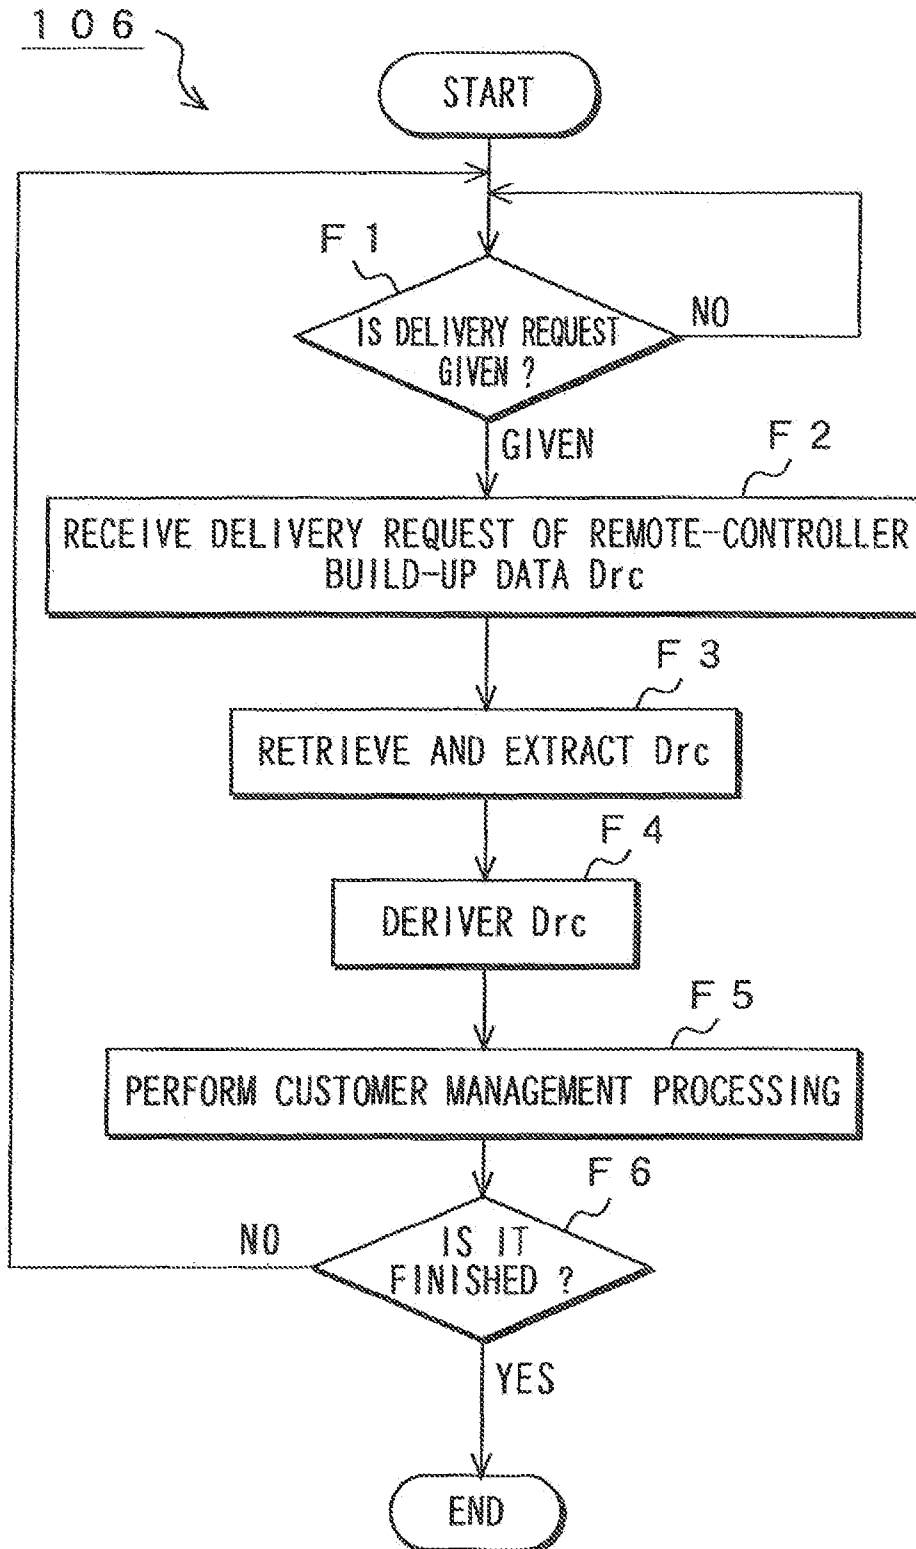 106
START
F1
IS DELIVERY REQUEST
GIVEN ?
NO
GIVEN
F2
RECEIVE DELIVERY REQUEST OF REMOTE-CONTROLLER
BUILD-UP DATA Drc
F3
RETRIEVE AND EXTRACT Drc
F4
DERIVER Drc
F5
PERFORM CUSTOMER MANAGEMENT PROCESSING
F6
NO
IS IT
FINISHED ?
YES
END